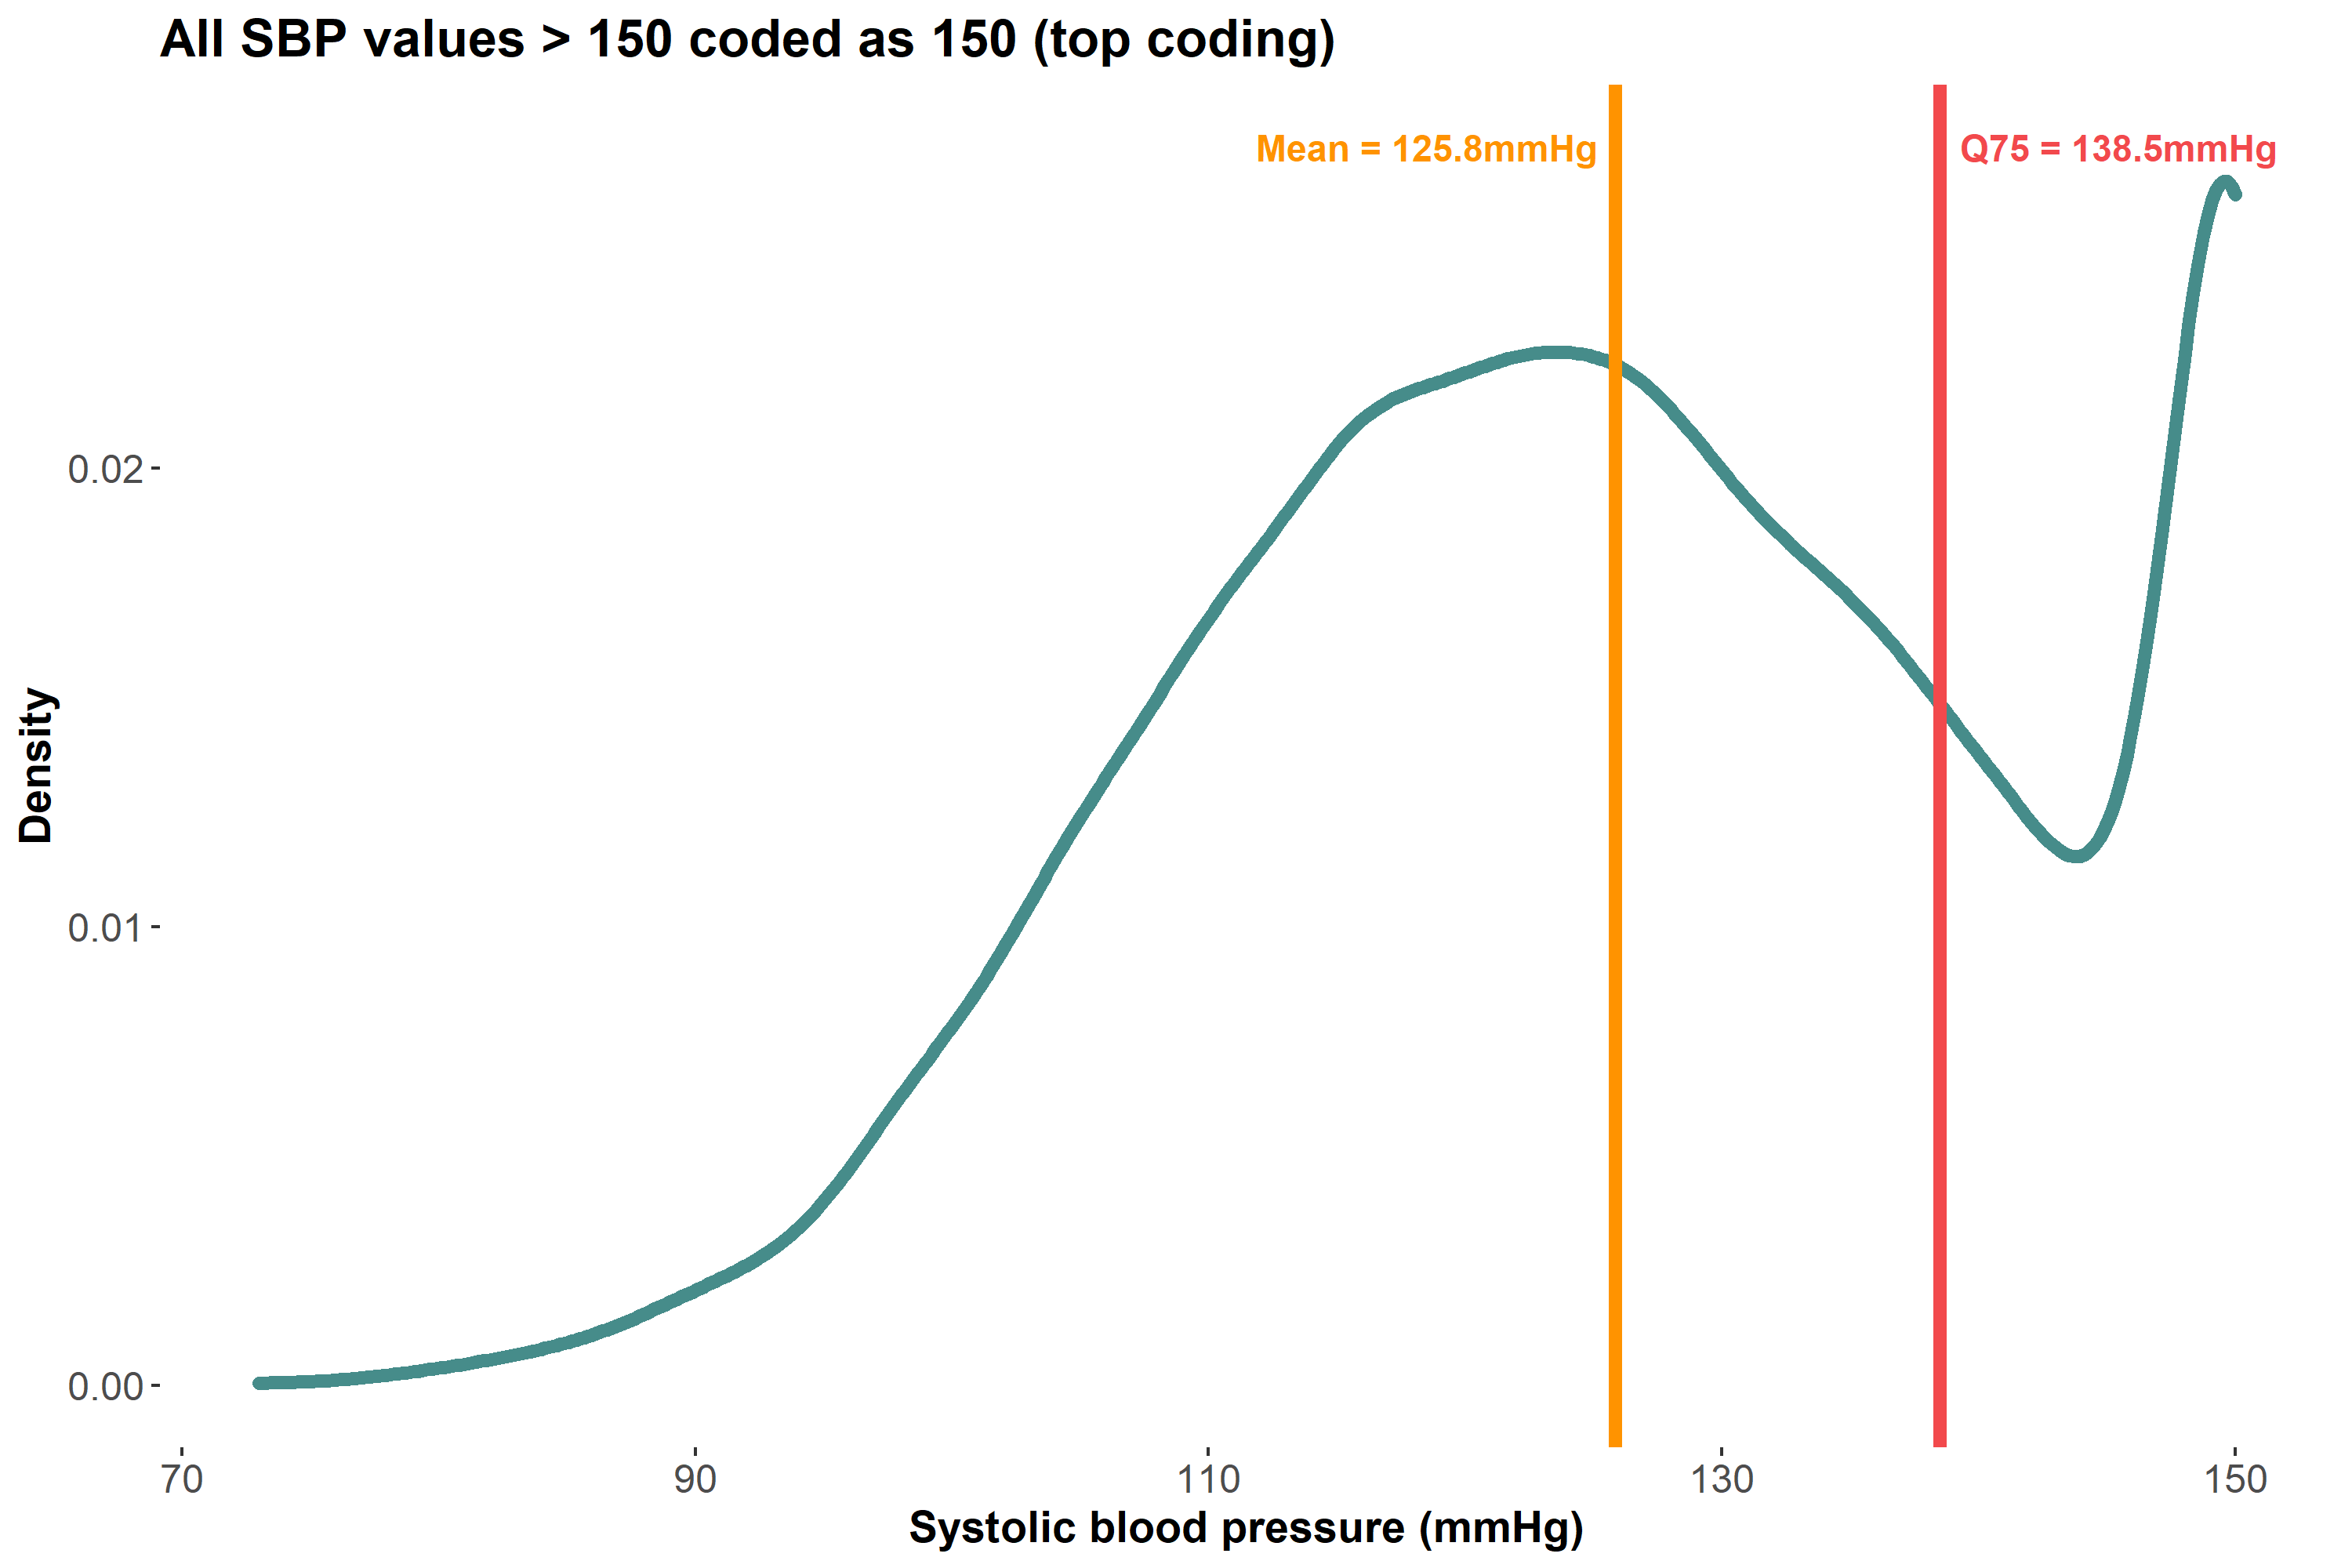 All SBP values > 150 coded as 150 (top coding)
Mean = 125.8mmHg
Q75 = 138.5mmHg
0.02
0.01
0.00
Density
70 90 110 130 150
Systolic blood pressure (mmHg)